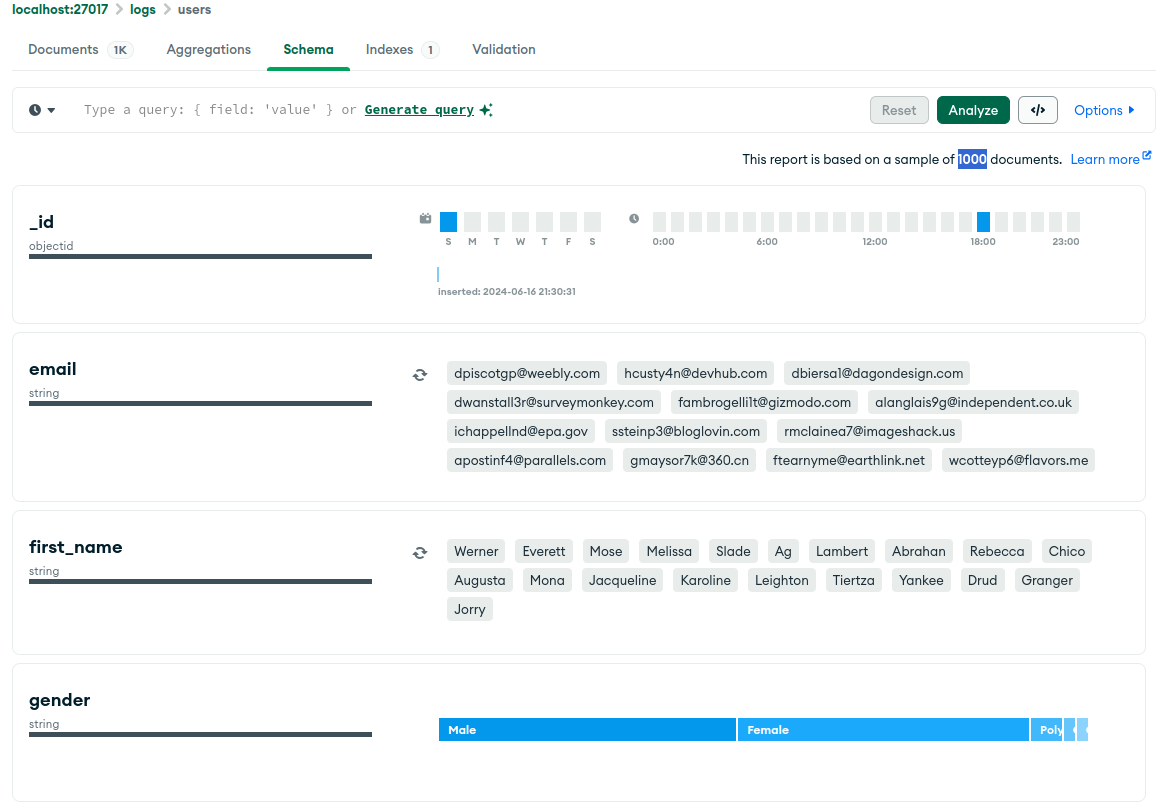 localhost:27017 > logs > users
Documents 1K Aggregations Schema Indexes 1 Validation
Type a query: { field: 'value' } or Generate query Reset Analyze </> Options
This report is based on a sample of 1000 documents. Learn more
_id
objectid
S M T W T F S 0:00 6:00 12:00 18:00 23:00
inserted: 2024-06-16 21:30:31
email
string
dpiscotgp@weebly.com hcusty4n@devhub.com dbiersal@dagondesign.com
dwanstall3r@surveymonkey.com fambrogelli1t@gizmodo.com alanglais9g@independent.co.uk
ichappellnd@epa.gov ssteinp3@bloglovin.com rmclainea7@imageshack.us
apostinf4@parallels.com gmaysor7k@360.cn ftearnyme@earthlink.net wcotteyp6@flavors.me
first_name
string
Werner Everett Mose Melissa Slade Ag Lambert Abrahan Rebecca Chico
Augusta Mona Jacqueline Karoline Leighton Tiertza Yankee Drud Granger
Jorry
gender
string
Male Female Poly